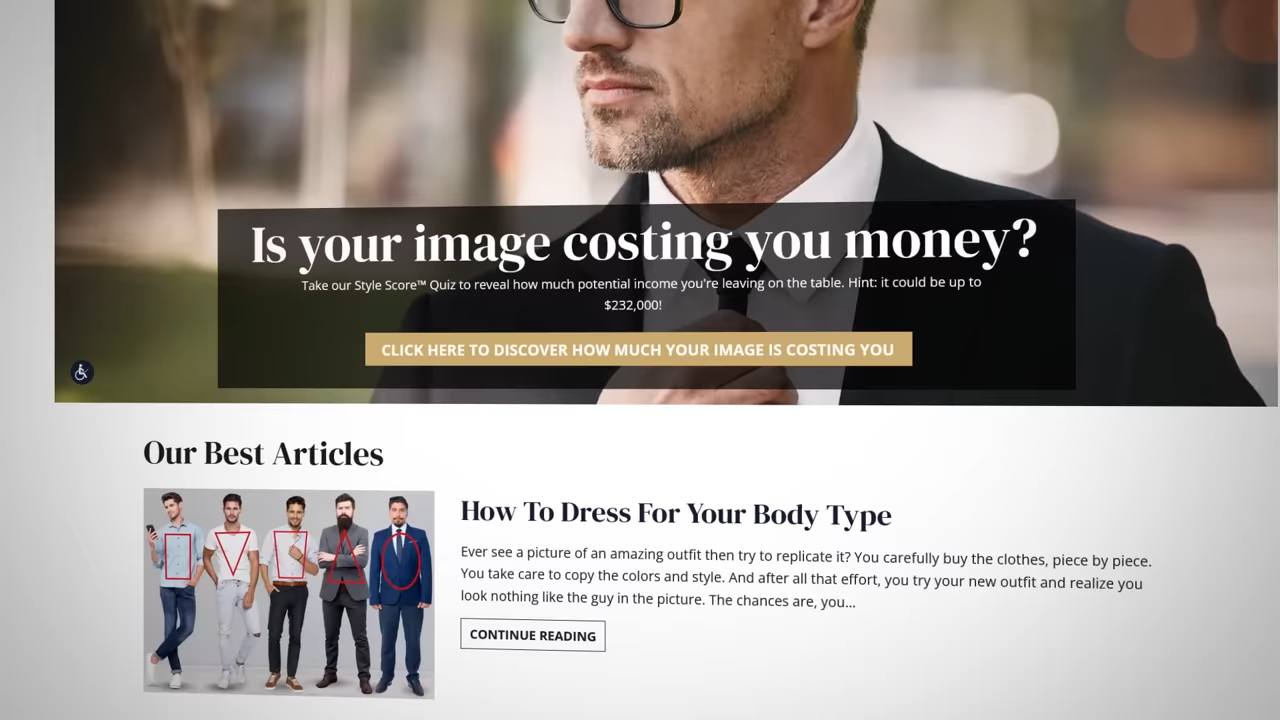 Is your image costing you money?
Take our Style Score™ Quiz to reveal how much potential income you're leaving on the table. Hint: it could be up to
$232,000!
CLICK HERE TO DISCOVER HOW MUCH YOUR IMAGE IS COSTING YOU
Our Best Articles
How To Dress For Your Body Type
Ever see a picture of an amazing outfit then try to replicate it? You carefully buy the clothes, piece by piece.
You take care to copy the colors and style. And after all that effort, you try your new outfit and realize you
look nothing like the guy in the picture. The chances are, you...
CONTINUE READING